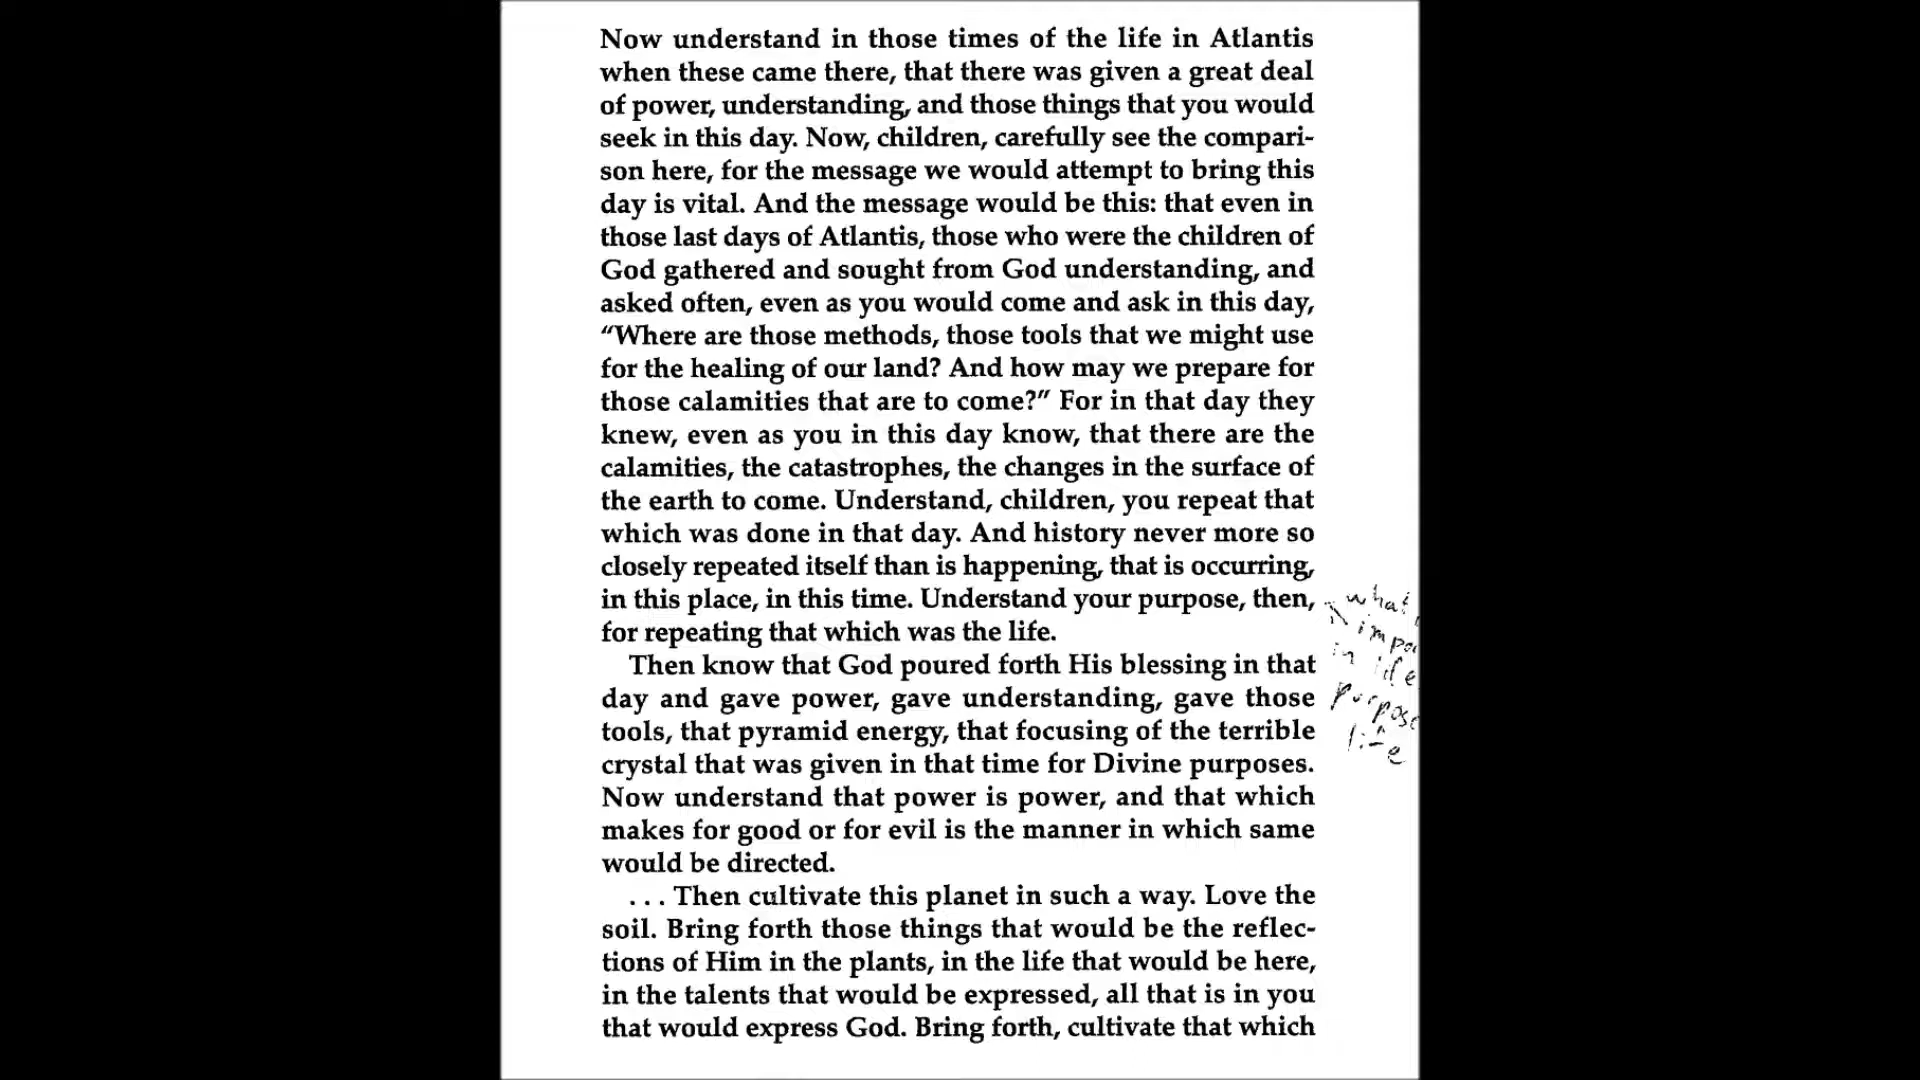 Now understand in those times of the life in Atlantis
when these came there, that there was given a great deal
of power, understanding, and those things that you would
seek in this day. Now, children, carefully see the compari-
son here, for the message we would attempt to bring this
day is vital. And the message would be this: that even in
those last days of Atlantis, those who were the children of
God gathered and sought from God understanding, and
asked often, even as you would come and ask in this day,
“Where are those methods, those tools that we might use
for the healing of our land? And how may we prepare for
those calamities that are to come?” For in that day they
knew, even as you in this day know, that there are the
calamities, the catastrophes, the changes in the surface of
the earth to come. Understand, children, you repeat that
which was done in that day. And history never more so
closely repeated itself than is happening, that is occurring,
in this place, in this time. Understand your purpose, then,
for repeating that which was the life.
Then know that God poured forth His blessing in that
day and gave power, gave understanding, gave those
tools, that pyramid energy, that focusing of the terrible
crystal that was given in that time for Divine purposes.
Now understand that power is power, and that which
makes for good or for evil is the manner in which same
would be directed.
. . . Then cultivate this planet in such a way. Love the
soil. Bring forth those things that would be the reflec-
tions of Him in the plants, in the life that would be here,
in the talents that would be expressed, all that is in you
that would express God. Bring forth, cultivate that which
what
in life
purpose
life